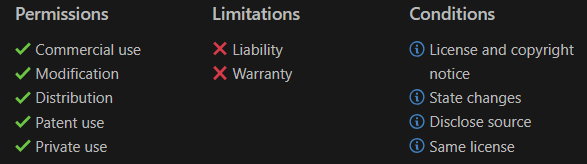 Permissions
Commercial use
Modification
Distribution
Patent use
Private use
Limitations
Liability
Warranty
Conditions
License and copyright
notice
State changes
Disclose source
Same license